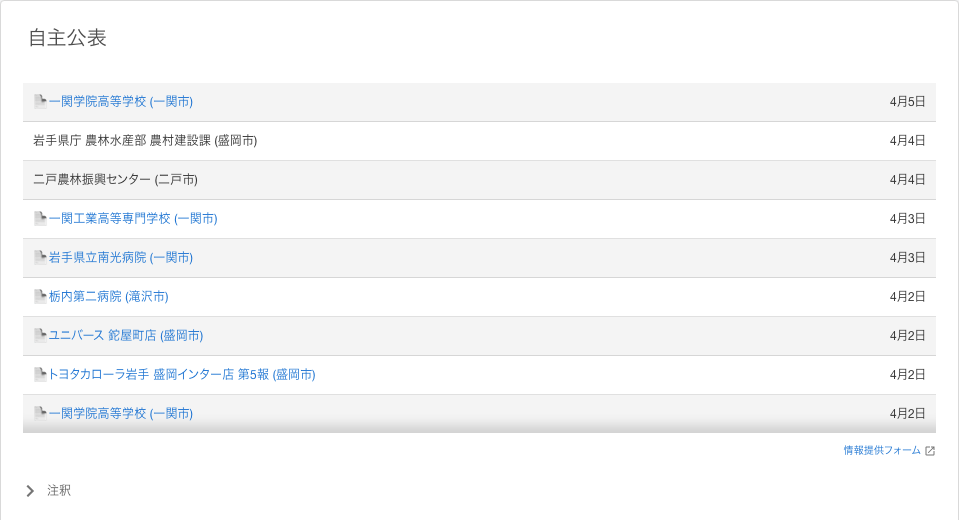 自主公表
一関学院高等学校 (一関市) 4月5日
岩手県庁 農林水産部 農村建設課 (盛岡市) 4月4日
二戸農林振興センター (二戸市) 4月4日
一関工業高等専門学校 (一関市) 4月3日
岩手県立南光病院 (一関市) 4月3日
栃内第二病院 (滝沢市) 4月2日
ユニバース 鉈屋町店 (盛岡市) 4月2日
トヨタカローラ岩手 盛岡インター店 第5報 (盛岡市) 4月2日
一関学院高等学校 (一関市) 4月2日
情報提供フォーム
注釈